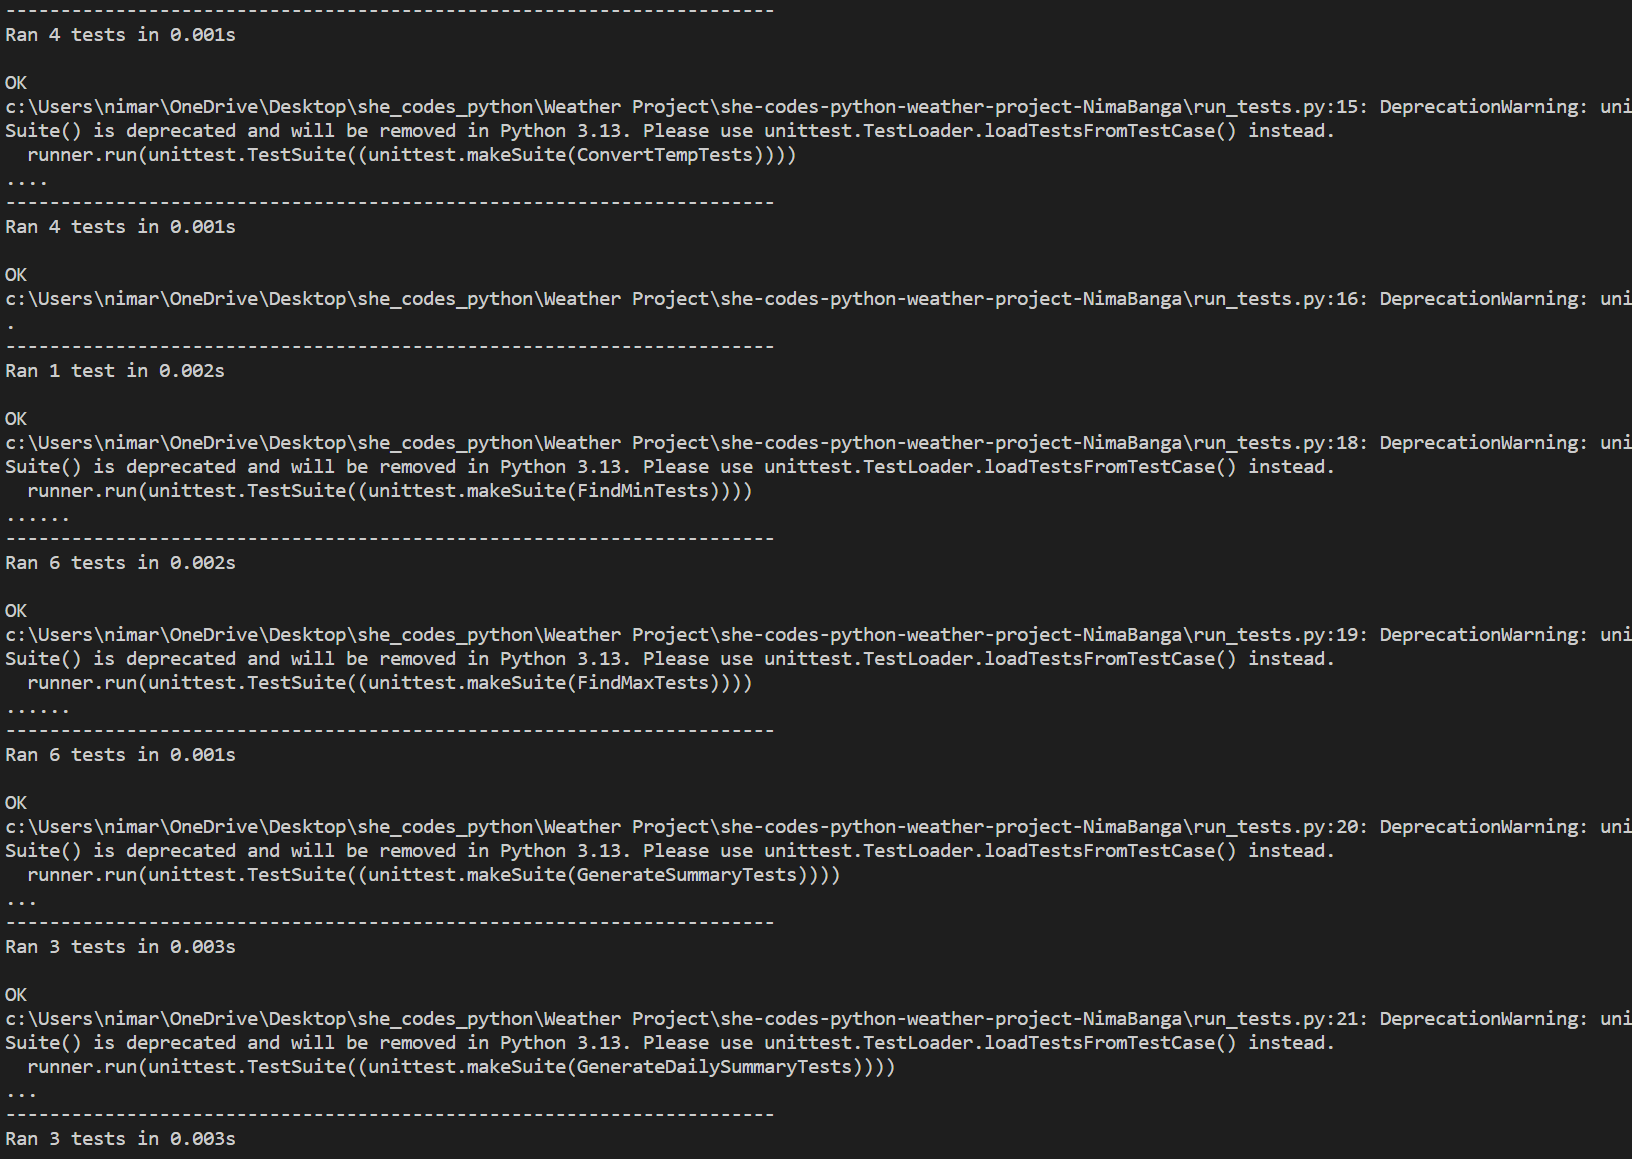 ----------------------------------------------------------------------
Ran 4 tests in 0.001s
OK
c:\Users\nimar\OneDrive\Desktop\she_codes_python\Weather Project\she-codes-python-weather-project-NimaBanga\run_tests.py:15: DeprecationWarning: uni
Suite() is deprecated and will be removed in Python 3.13. Please use unittest.TestLoader.loadTestsFromTestCase() instead.
  runner.run(unittest.TestSuite((unittest.makeSuite(ConvertTempTests))))
....
----------------------------------------------------------------------
Ran 4 tests in 0.001s
OK
c:\Users\nimar\OneDrive\Desktop\she_codes_python\Weather Project\she-codes-python-weather-project-NimaBanga\run_tests.py:16: DeprecationWarning: uni
.
----------------------------------------------------------------------
Ran 1 test in 0.002s
OK
c:\Users\nimar\OneDrive\Desktop\she_codes_python\Weather Project\she-codes-python-weather-project-NimaBanga\run_tests.py:18: DeprecationWarning: uni
Suite() is deprecated and will be removed in Python 3.13. Please use unittest.TestLoader.loadTestsFromTestCase() instead.
  runner.run(unittest.TestSuite((unittest.makeSuite(FindMinTests))))
......
----------------------------------------------------------------------
Ran 6 tests in 0.002s
OK
c:\Users\nimar\OneDrive\Desktop\she_codes_python\Weather Project\she-codes-python-weather-project-NimaBanga\run_tests.py:19: DeprecationWarning: uni
Suite() is deprecated and will be removed in Python 3.13. Please use unittest.TestLoader.loadTestsFromTestCase() instead.
  runner.run(unittest.TestSuite((unittest.makeSuite(FindMaxTests))))
......
----------------------------------------------------------------------
Ran 6 tests in 0.001s
OK
c:\Users\nimar\OneDrive\Desktop\she_codes_python\Weather Project\she-codes-python-weather-project-NimaBanga\run_tests.py:20: DeprecationWarning: uni
Suite() is deprecated and will be removed in Python 3.13. Please use unittest.TestLoader.loadTestsFromTestCase() instead.
  runner.run(unittest.TestSuite((unittest.makeSuite(GenerateSummaryTests))))
...
----------------------------------------------------------------------
Ran 3 tests in 0.003s
OK
c:\Users\nimar\OneDrive\Desktop\she_codes_python\Weather Project\she-codes-python-weather-project-NimaBanga\run_tests.py:21: DeprecationWarning: uni
Suite() is deprecated and will be removed in Python 3.13. Please use unittest.TestLoader.loadTestsFromTestCase() instead.
  runner.run(unittest.TestSuite((unittest.makeSuite(GenerateDailySummaryTests))))
...
----------------------------------------------------------------------
Ran 3 tests in 0.003s